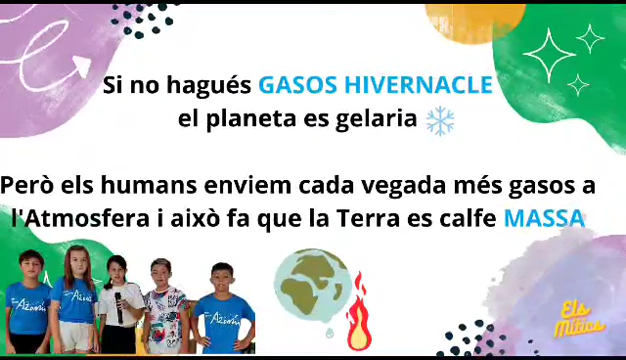 Si no hagués GASOS HIVERNACLE
el planeta es gelaria
Però els humans enviem cada vegada més gasos a
l'Atmosfera i això fa que la Terra es calfe MASSA
Els
Mítics